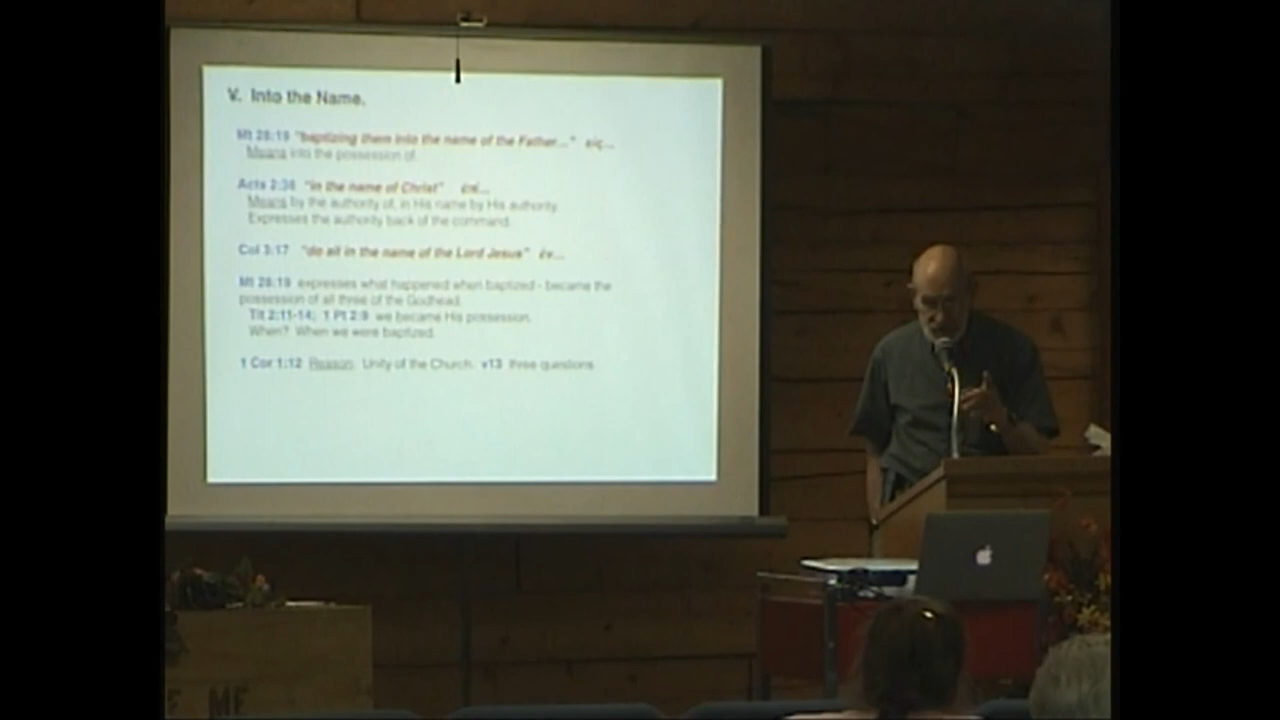 V. Into the Name.
Mt 28:19 "baptizing them into the name of the Father..." εἰς...
Means into the possession of.
Acts 2:38 "in the name of Christ" ἐπί...
Means by the authority of, in His name by His authority.
Expresses the authority back of the command.
Col 3:17 "do all in the name of the Lord Jesus" ἐν...
Mt 28:19 expresses what happened when baptized - became the
possession of all three of the Godhead.
Tit 2:11-14; 1 Pt 2:9 we became His possession.
When? When we were baptized.
1 Cor 1:12 Reason: Unity of the Church. v13 three questions.
ME